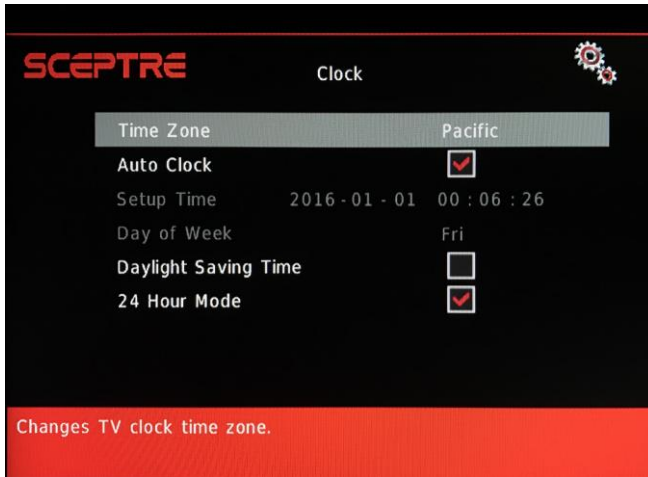 SCEPTRE
Clock
Time Zone Pacific
Auto Clock
Setup Time 2016-01-01 00:06:26
Day of Week Fri
Daylight Saving Time
24 Hour Mode
Changes TV clock time zone.